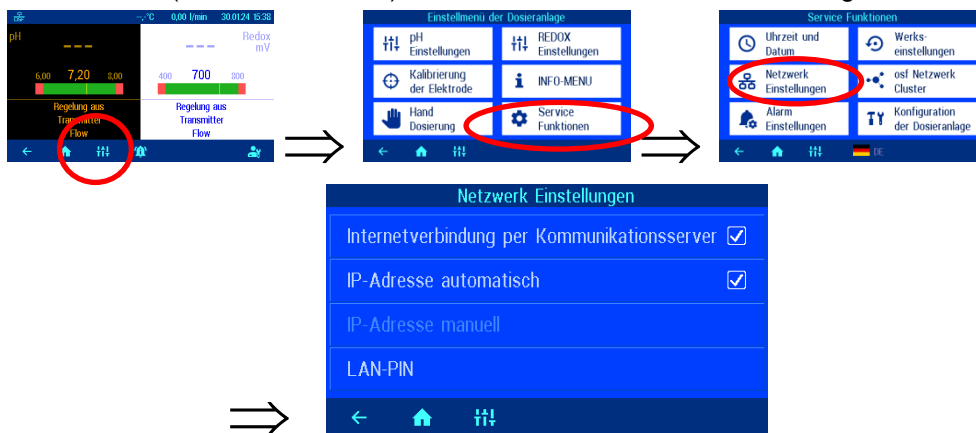 --,-°C 0,00 l/min 30.01.24 15:38
pH
---
6,00 7,20 8,00
Regelung aus
Transmitter
Flow
Redox
mV
---
400 700 800
Regelung aus
Transmitter
Flow
Einstellmenü der Dosieranlage
pH
Einstellungen
REDOX
Einstellungen
Kalibrierung
der Elektrode
INFO-MENU
Hand
Dosierung
Service
Funktionen
Service Funktionen
Uhrzeit und
Datum
Werks-
einstellungen
Netzwerk
Einstellungen
osf Netzwerk
Cluster
Alarm
Einstellungen
Konfiguration
der Dosieranlage
DE
Netzwerk Einstellungen
Internetverbindung per Kommunikationsserver
IP-Adresse automatisch
IP-Adresse manuell
LAN-PIN